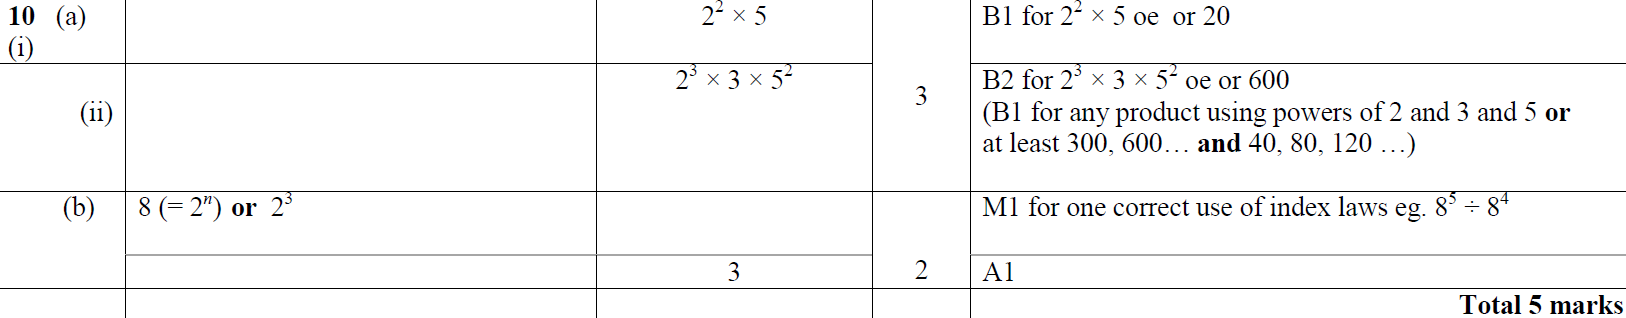 10 (a) 2² × 5 B1 for 2² × 5 oe or 20
(i)
(ii) 2³ × 3 × 5² 3 B2 for 2³ × 3 × 5² oe or 600
(B1 for any product using powers of 2 and 3 and 5 or
at least 300, 600… and 40, 80, 120 …)
(b) 8 (= 2ⁿ) or 2³ M1 for one correct use of index laws eg. 8⁵ ÷ 8⁴
3 2 A1
Total 5 marks